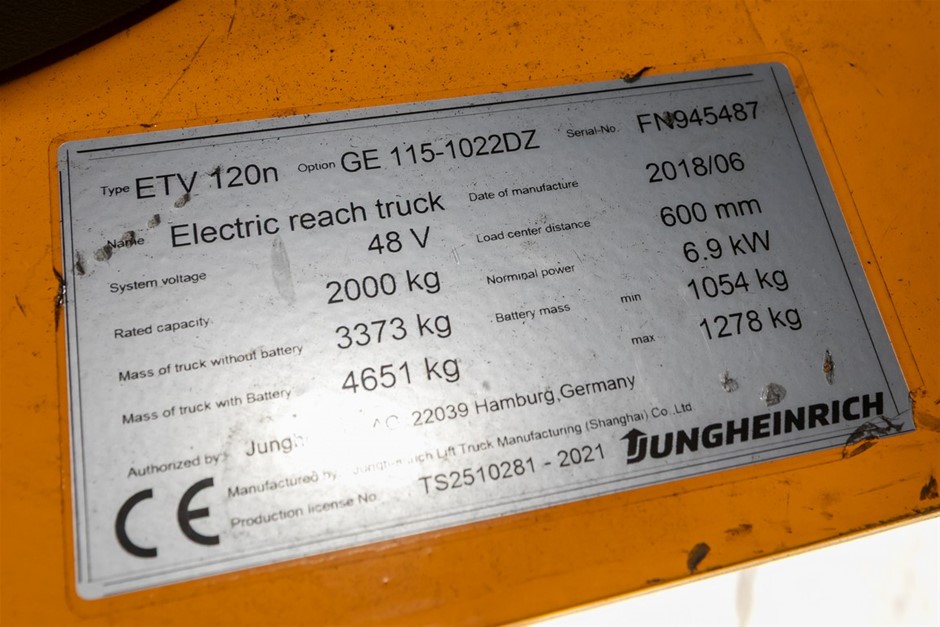 Type ETV 120n Option GE 115-1022DZ Serial-No. FN945487
Name Electric reach truck Date of manufacture 2018/06
System voltage 48 V Load center distance 600 mm
Rated capacity 2000 kg Norminal power 6.9 kW
Mass of truck without battery 3373 kg Battery mass min 1054 kg
Mass of truck with Battery 4651 kg max 1278 kg
Authorized by: 22039 Hamburg,Germany
Manufactured by Lift Truck Manufacturing (Shanghai) Co.,Ltd.
Production license No. TS2510281 - 2021
CE
JUNGHEINRICH